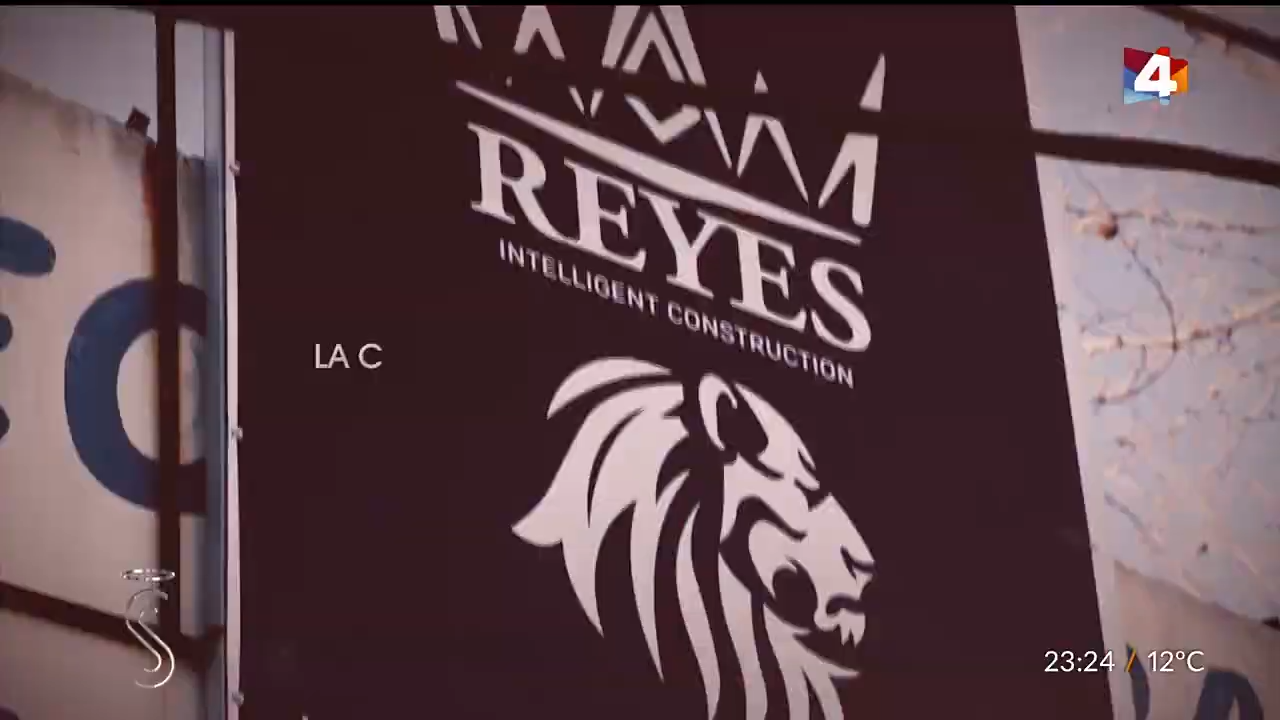 4
REYES
INTELLIGENT CONSTRUCTION
LA C
23:24 / 12°C